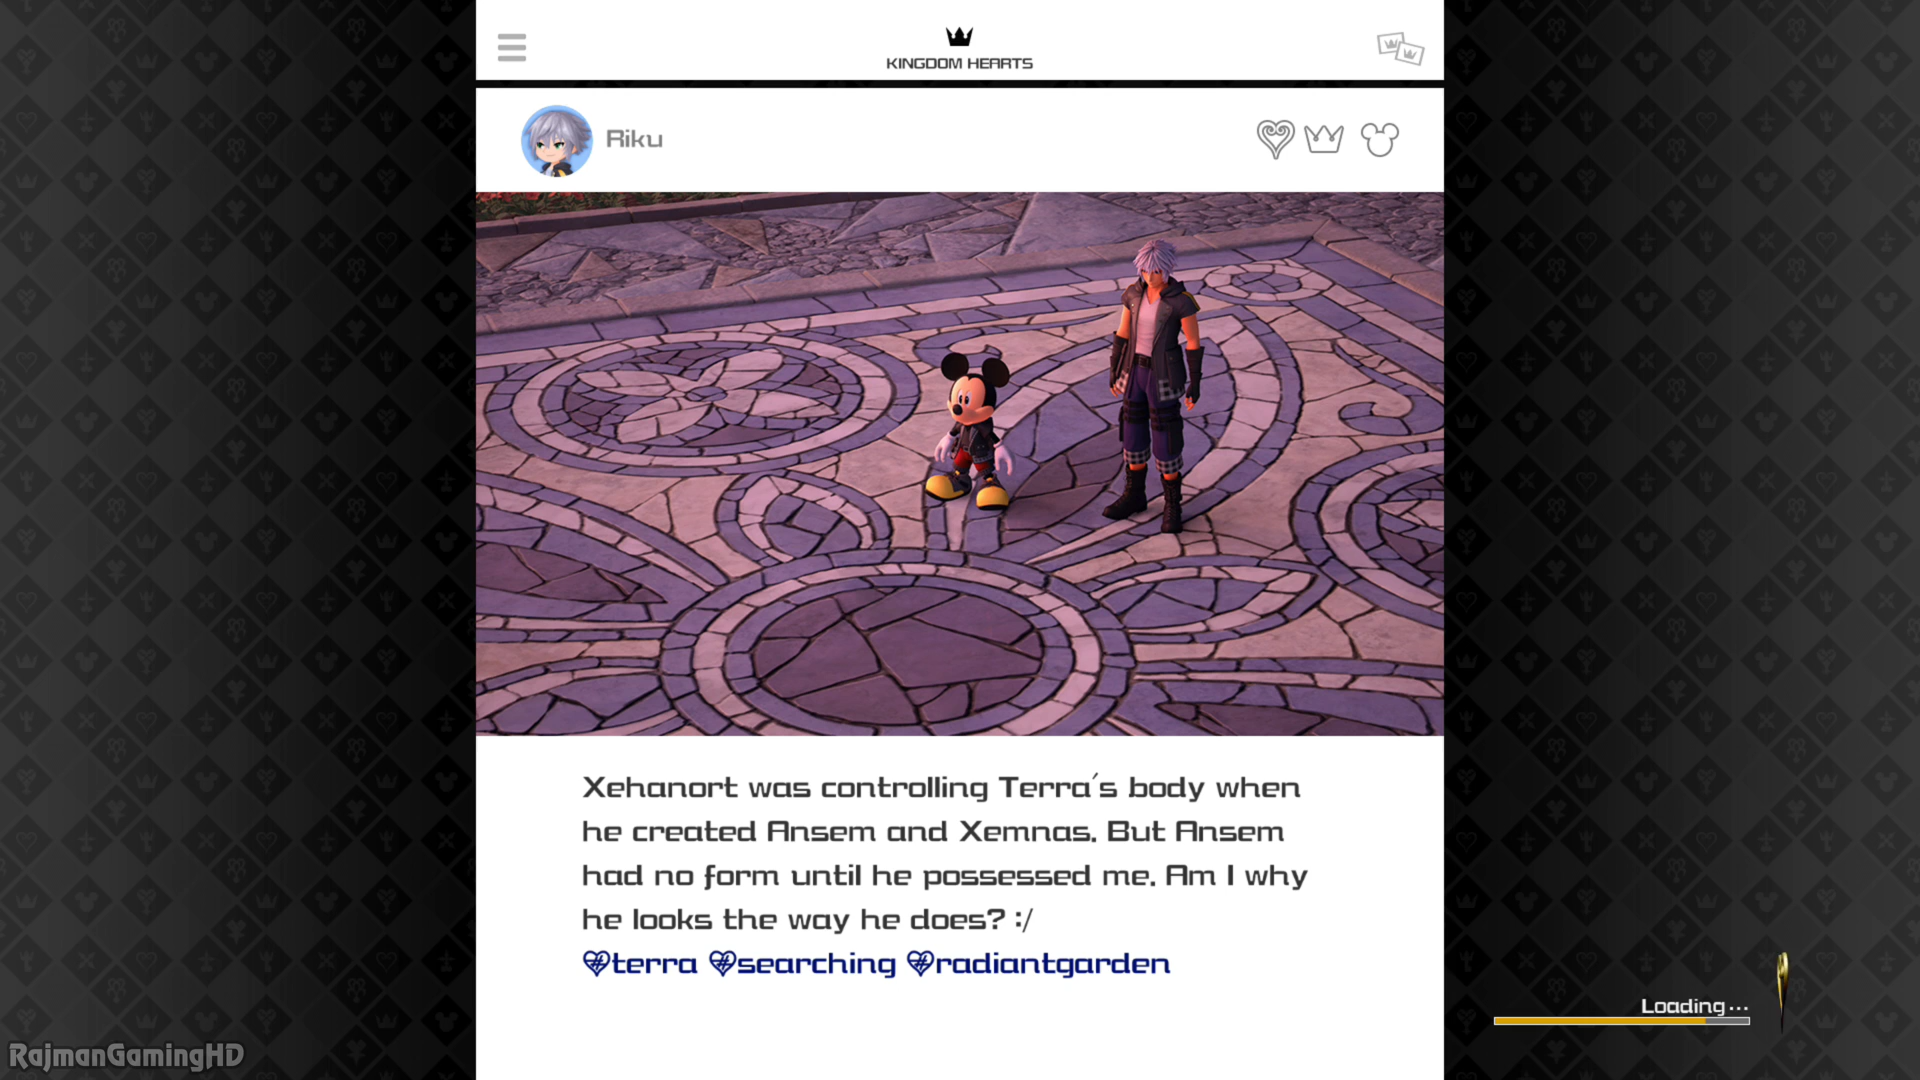 KINGDOM HEARTS
Riku
Xehanort was controlling Terra's body when
he created Ansem and Xemnas. But Ansem
had no form until he possessed me. Am I why
he looks the way he does? :/
#terra #searching #radiantgarden
Loading...
RajmanGamingHD